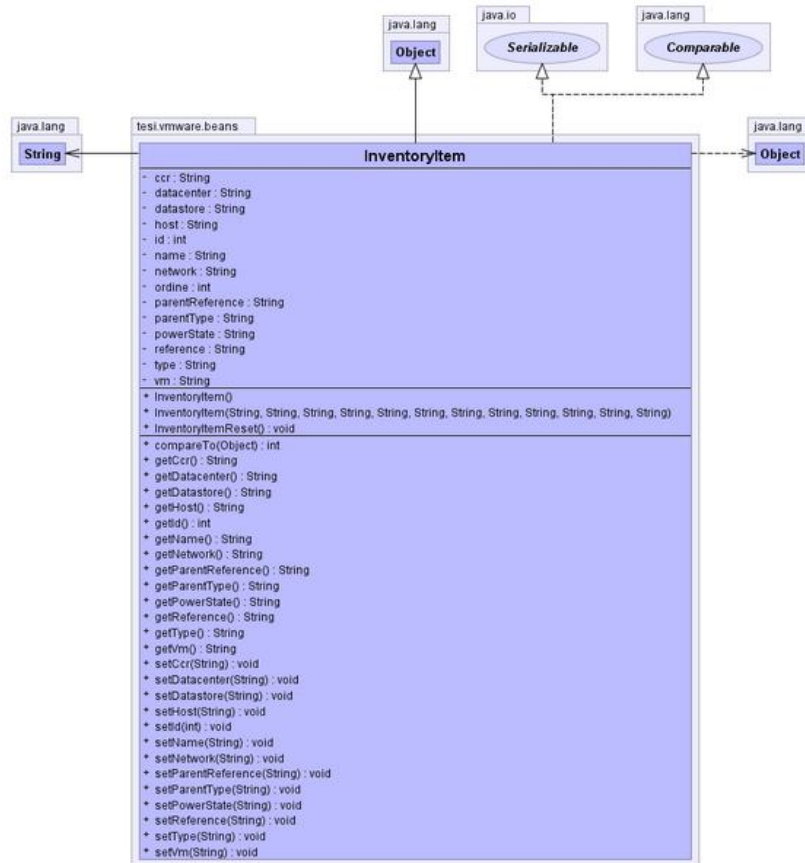 java.io
java.lang
java.lang
Serializable
Comparable
Object
java.lang
tesi.vmware.beans
java.lang
String
InventoryItem
Object
- ccr : String
- datacenter : String
- datastore : String
- host : String
- id : int
- name : String
- network : String
- ordine : int
- parentReference : String
- parentType : String
- powerState : String
- reference : String
- type : String
- vm : String
+ InventoryItem()
+ InventoryItem(String, String, String, String, String, String, String, String, String, String, String, String)
+ InventoryItemReset() : void
+ compareTo(Object) : int
+ getCcr() : String
+ getDatacenter() : String
+ getDatastore() : String
+ getHost() : String
+ getId() : int
+ getName() : String
+ getNetwork() : String
+ getParentReference() : String
+ getParentType() : String
+ getPowerState() : String
+ getReference() : String
+ getType() : String
+ getVm() : String
+ setCcr(String) : void
+ setDatacenter(String) : void
+ setDatastore(String) : void
+ setHost(String) : void
+ setId(int) : void
+ setName(String) : void
+ setNetwork(String) : void
+ setParentReference(String) : void
+ setParentType(String) : void
+ setPowerState(String) : void
+ setReference(String) : void
+ setType(String) : void
+ setVm(String) : void